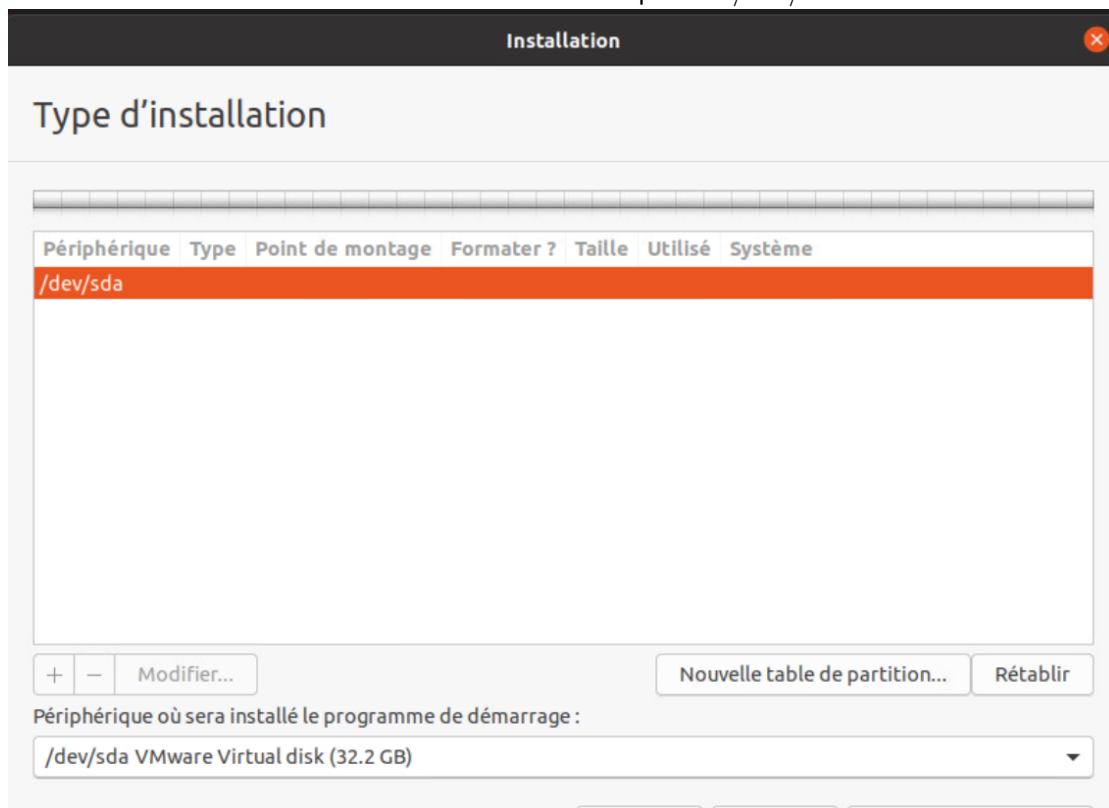 Installation
Type d’installation
Périphérique Type Point de montage Formater ? Taille Utilisé Système
/dev/sda
+ − Modifier... Nouvelle table de partition... Rétablir
Périphérique où sera installé le programme de démarrage :
/dev/sda VMware Virtual disk (32.2 GB)